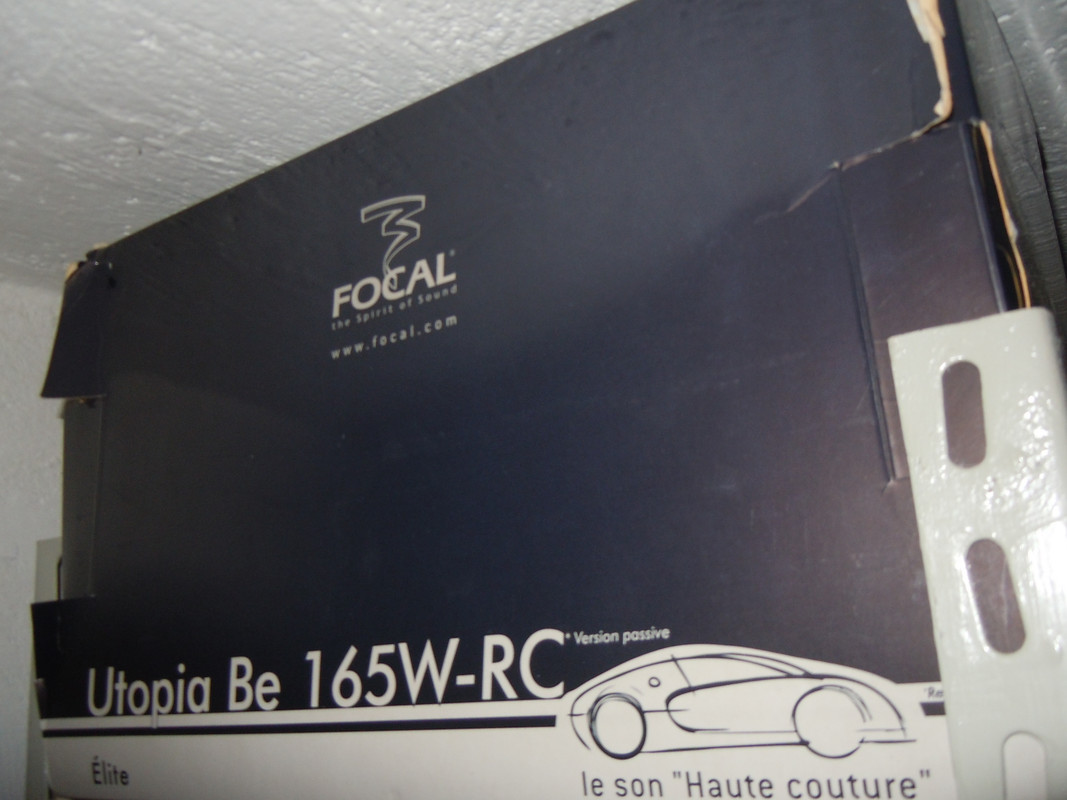 FOCAL®
the Spirit of Sound
www.focal.com
Utopia Be 165W-RC* Version passive
Élite
le son "Haute couture"